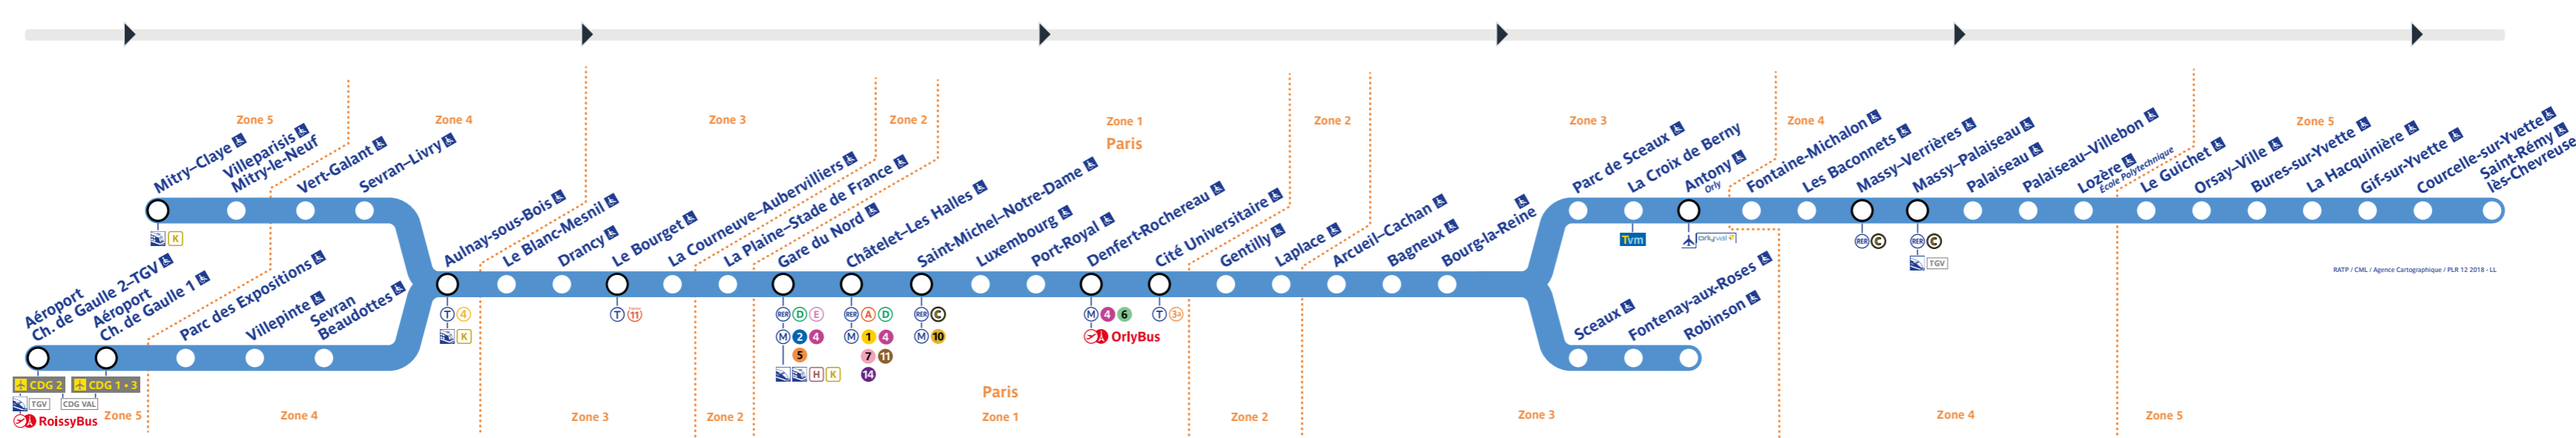 Zone 5
Zone 4
Zone 3
Zone 2
Zone 1
Paris
Zone 2
Zone 3
Zone 4
Zone 5
Mitry–Claye
Villeparisis
Mitry-le-Neuf
Vert-Galant
Sevran–Livry
K
Aéroport
Ch. de Gaulle 2–TGV
Aéroport
Ch. de Gaulle 1
Parc des Expositions
Villepinte
Sevran
Beaudottes
CDG 2
CDG 1 • 3
TGV
CDG VAL
RoissyBus
Aulnay-sous-Bois
T 4
K
Le Blanc-Mesnil
Drancy
Le Bourget
T 11
La Courneuve–Aubervilliers
La Plaine–Stade de France
Gare du Nord
RER D E
M 2 4
5
H K
Châtelet–Les Halles
RER A D
M 1 4
7 11
14
Saint-Michel–Notre-Dame
RER C
M 10
Luxembourg
Port-Royal
Denfert-Rochereau
M 4 6
OrlyBus
Cité Universitaire
T 3a
Gentilly
Laplace
Arcueil–Cachan
Bagneux
Bourg-la-Reine
Parc de Sceaux
La Croix de Berny
Tvm
Antony
Orly
orlyval
Fontaine-Michalon
Les Baconnets
Massy–Verrières
RER C
Massy–Palaiseau
RER C
TGV
Palaiseau
Palaiseau–Villebon
Lozère
École Polytechnique
Le Guichet
Orsay–Ville
Bures-sur-Yvette
La Hacquinière
Gif-sur-Yvette
Courcelle-sur-Yvette
Saint-Rémy
lès-Chevreuse
Sceaux
Fontenay-aux-Roses
Robinson
RATP / CML / Agence Cartographique / PLR 12 2018 - LL
Zone 5
Zone 4
Zone 3
Zone 2
Paris
Zone 1
Zone 2
Zone 3
Zone 4
Zone 5